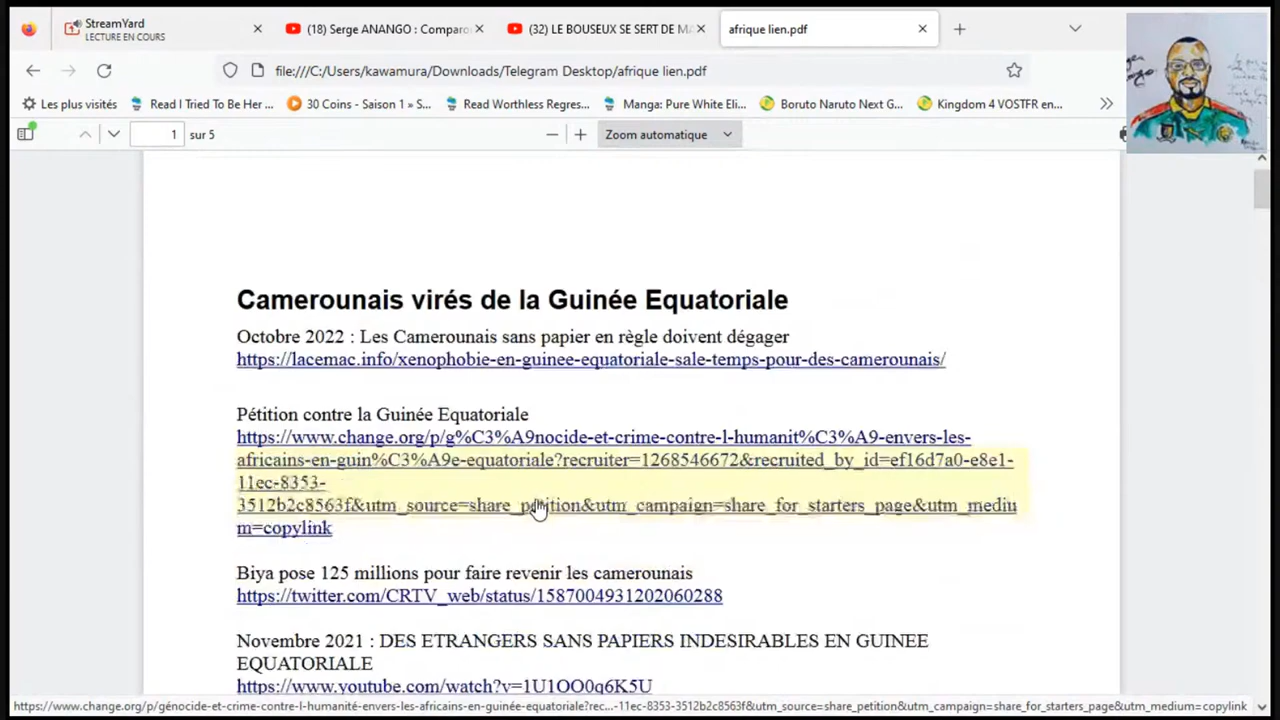 StreamYard
LECTURE EN COURS
(18) Serge ANANGO : Comparo
(32) LE BOUSEUX SE SERT DE MA
afrique lien.pdf
file:///C:/Users/kawamura/Downloads/Telegram Desktop/afrique lien.pdf
Les plus visités
Read I Tried To Be Her ...
30 Coins - Saison 1 » S...
Read Worthless Regres...
Manga: Pure White Eli...
Boruto Naruto Next G...
Kingdom 4 VOSTFR en...
1 sur 5
Zoom automatique
Camerounais virés de la Guinée Equatoriale
Octobre 2022 : Les Camerounais sans papier en règle doivent dégager
https://lacemac.info/xenophobie-en-guinee-equatoriale-sale-temps-pour-des-camerounais/
Pétition contre la Guinée Equatoriale
https://www.change.org/p/g%C3%A9nocide-et-crime-contre-l-humanit%C3%A9-envers-les-
africains-en-guin%C3%A9e-equatoriale?recruiter=1268546672&recruited_by_id=ef16d7a0-e8e1-
11ec-8353-
3512b2c8563f&utm_source=share_petition&utm_campaign=share_for_starters_page&utm_mediu
m=copylink
Biya pose 125 millions pour faire revenir les camerounais
https://twitter.com/CRTV_web/status/1587004931202060288
Novembre 2021 : DES ETRANGERS SANS PAPIERS INDESIRABLES EN GUINEE
EQUATORIALE
https://www.youtube.com/watch?v=1U1OO0q6K5U
https://www.change.org/p/génocide-et-crime-contre-l-humanité-envers-les-africains-en-guinée-equatoriale?rec...-11ec-8353-3512b2c8563f&utm_source=share_petition&utm_campaign=share_for_starters_page&utm_medium=copylink